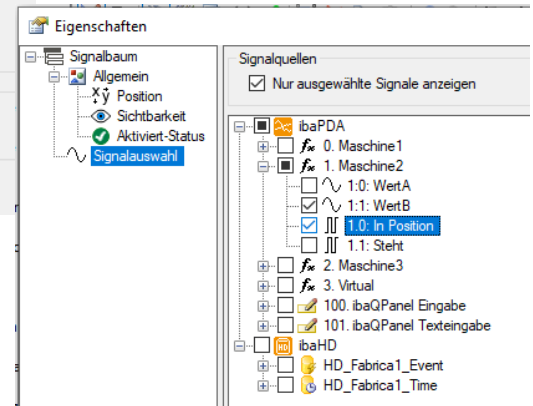 Eigenschaften
Signalbaum
Allgemein
Position
Sichtbarkeit
Aktiviert-Status
Signalauswahl
Signalquellen
Nur ausgewählte Signale anzeigen
ibaPDA
0. Maschine1
1. Maschine2
1:0: WertA
1:1: WertB
1.0: In Position
1.1: Steht
2. Maschine3
3. Virtual
100. ibaQPanel Eingabe
101. ibaQPanel Texteingabe
ibaHD
HD_Fabrica1_Event
HD_Fabrica1_Time